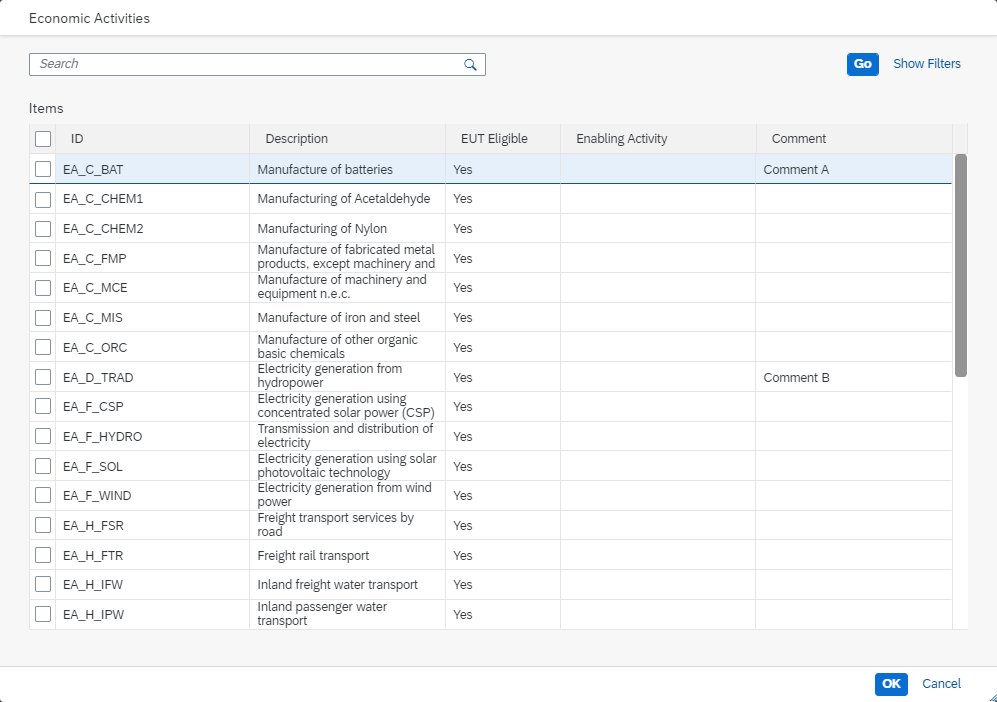 Economic Activities
Search
Go Show Filters
Items
ID Description EUT Eligible Enabling Activity Comment
EA_C_BAT Manufacture of batteries Yes Comment A
EA_C_CHEM1 Manufacturing of Acetaldehyde Yes
EA_C_CHEM2 Manufacturing of Nylon Yes
EA_C_FMP Manufacture of fabricated metal
products, except machinery and Yes
EA_C_MCE Manufacture of machinery and
equipment n.e.c. Yes
EA_C_MIS Manufacture of iron and steel Yes
EA_C_ORC Manufacture of other organic
basic chemicals Yes
EA_D_TRAD Electricity generation from
hydropower Yes Comment B
EA_F_CSP Electricity generation using
concentrated solar power (CSP) Yes
EA_F_HYDRO Transmission and distribution of
electricity Yes
EA_F_SOL Electricity generation using solar
photovoltaic technology Yes
EA_F_WIND Electricity generation from wind
power Yes
EA_H_FSR Freight transport services by
road Yes
EA_H_FTR Freight rail transport Yes
EA_H_IFW Inland freight water transport Yes
EA_H_IPW Inland passenger water
transport Yes
OK Cancel